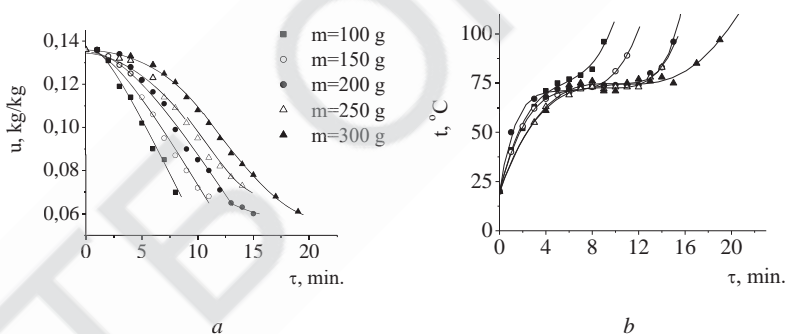 0,14
0,12
0,10
0,08
0,06
u, kg/kg
0
5
10
15
20
τ, min.
m=100 g
m=150 g
m=200 g
m=250 g
m=300 g
a
100
75
50
25
0
t, °C
0
4
8
12
16
20
τ, min.
b